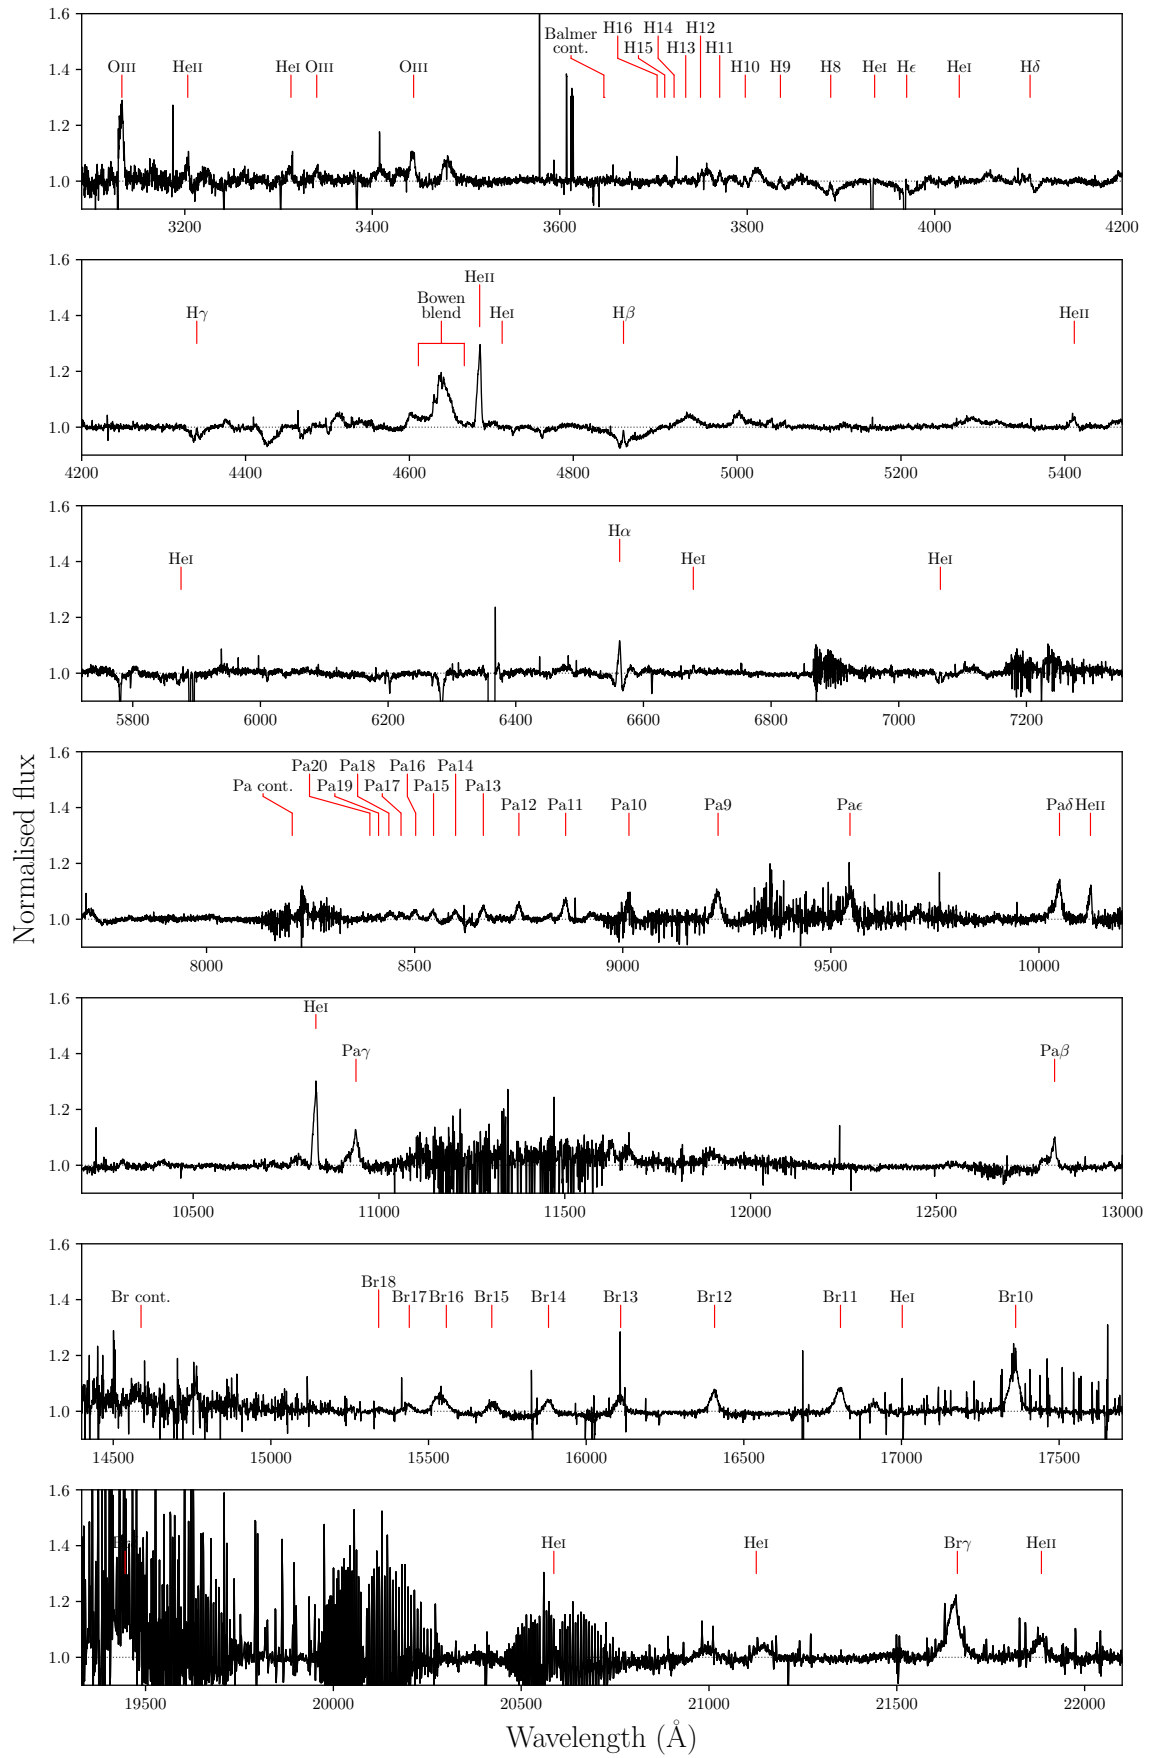 Normalised flux
1.6
1.4
1.2
1.0
OIII HeII HeI OIII OIII
Balmer cont. H16 H15 H14 H13 H12 H11 H10 H9 H8 HeI Hϵ HeI Hδ
3200 3400 3600 3800 4000 4200
1.6
1.4
1.2
1.0
Hγ Bowen blend HeII HeI Hβ HeII
4200 4400 4600 4800 5000 5200 5400
1.6
1.4
1.2
1.0
HeI Hα HeI HeI
5800 6000 6200 6400 6600 6800 7000 7200
1.6
1.4
1.2
1.0
Pa cont. Pa20 Pa19 Pa18 Pa17 Pa16 Pa15 Pa14 Pa13 Pa12 Pa11 Pa10 Pa9 Paϵ Paδ HeII
8000 8500 9000 9500 10000
1.6
1.4
1.2
1.0
HeI Paγ Paβ
10500 11000 11500 12000 12500 13000
1.6
1.4
1.2
1.0
Br cont. Br18 Br17 Br16 Br15 Br14 Br13 Br12 Br11 HeI Br10
14500 15000 15500 16000 16500 17000 17500
1.6
1.4
1.2
1.0
HeI HeI Brγ HeII
19500 20000 20500 21000 21500 22000
Wavelength (Å)